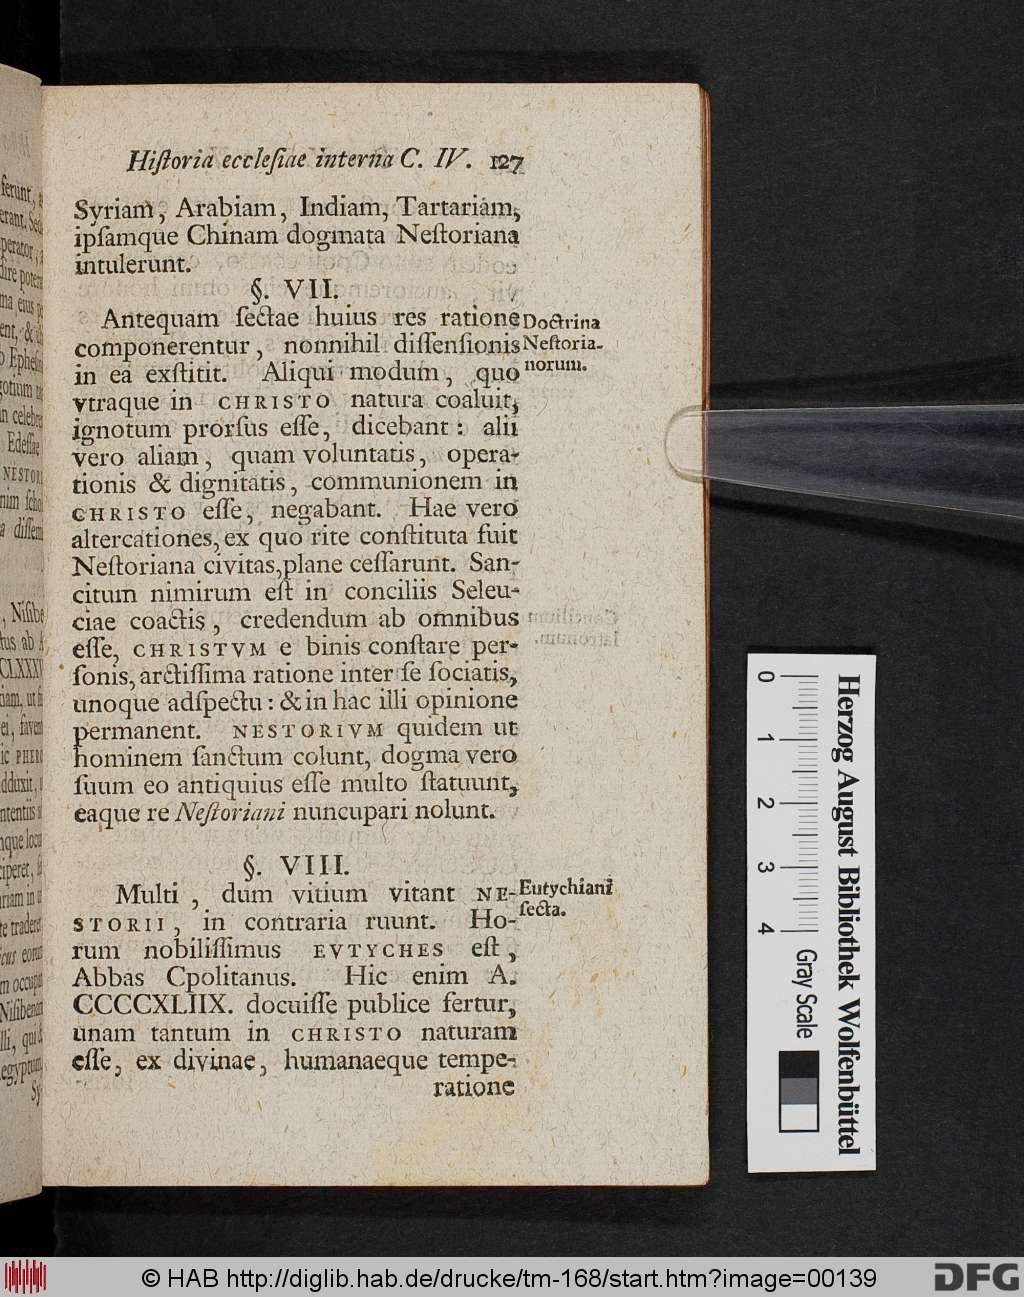 Hiſtoria eccleſiae interna C. IV. 127
Syriam, Arabiam, Indiam, Tartariam,
ipſamque Chinam dogmata Neſtoriana
intulerunt.
§. VII.
Antequam ſectae huius res ratione
componerentur, nonnihil diſſenſionis
in ea exſtitit. Aliqui modum, quo
vtraque in CHRISTO natura coaluit,
ignotum prorſus eſſe, dicebant: alii
vero aliam, quam voluntatis, opera-
tionis & dignitatis, communionem in
CHRISTO eſſe, negabant. Hae vero
altercationes, ex quo rite conſtituta fuit
Neſtoriana civitas, plane ceſſarunt. San-
citum nimirum eſt in conciliis Seleu-
ciae coactis, credendum ab omnibus
eſſe, CHRISTVM e binis conſtare per-
ſonis, arctiſſima ratione inter ſe ſociatis,
unoque adſpectu: & in hac illi opinione
permanent. NESTORIVM quidem ut
hominem ſanctum colunt, dogma vero
ſuum eo antiquius eſſe multo ſtatuunt,
eaque re Neſtoriani nuncupari nolunt.
Doctrina
Neſtoria-
norum.
§. VIII.
Multi, dum vitium vitant NE-
STORII, in contraria ruunt. Ho-
rum nobiliſſimus EVTYCHES eſt,
Abbas Cpolitanus. Hic enim A.
CCCCXLIIX. docuiſſe publice fertur,
unam tantum in CHRISTO naturam
eſſe, ex divinae, humanaeque tempe-
ratione
Eutychiani
ſecta.
0 1 2 3 4
Gray Scale
Herzog August Bibliothek Wolfenbüttel
© HAB http://diglib.hab.de/drucke/tm-168/start.htm?image=00139
DFG